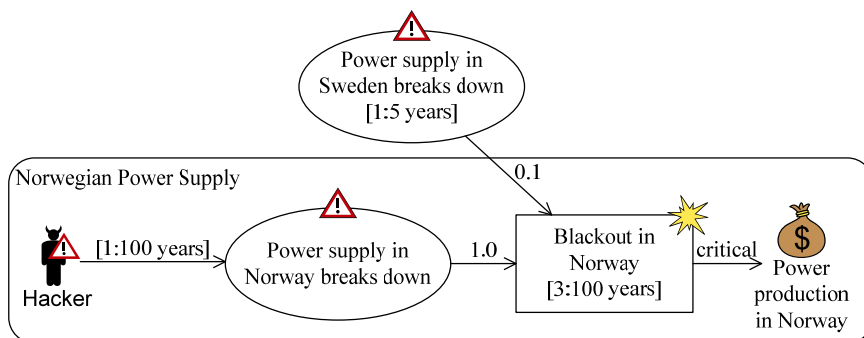 Power supply in
Sweden breaks down
[1:5 years]
0.1
Norwegian Power Supply
Hacker
[1:100 years]
Power supply in
Norway breaks down
1.0
Blackout in
Norway
[3:100 years]
critical
$
Power
production
in Norway